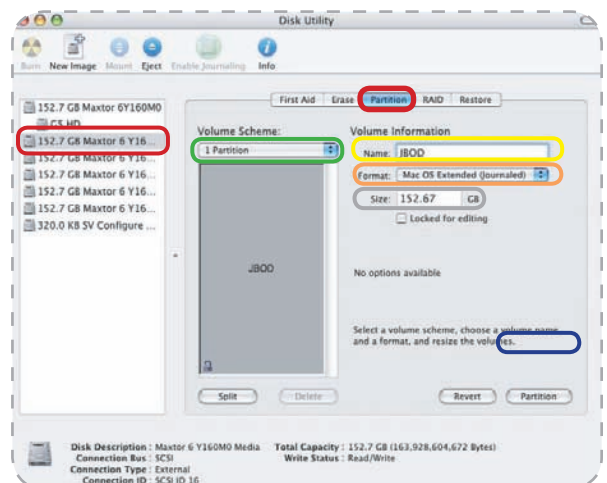 Disk Utility
Burn New Image Mount Eject Enable Journaling Info
152.7 GB Maxtor 6Y160M0
G5 HD
152.7 GB Maxtor 6 Y16...
152.7 GB Maxtor 6 Y16...
152.7 GB Maxtor 6 Y16...
152.7 GB Maxtor 6 Y16...
152.7 GB Maxtor 6 Y16...
320.0 KB SV Configure ...
First Aid Erase Partition RAID Restore
Volume Scheme:
1 Partition
JBOD
Split Delete
Volume Information
Name: JBOD
Format: Mac OS Extended (Journaled)
Size: 152.67 GB
Locked for editing
No options available
Select a volume scheme, choose a volume name
and a format, and resize the volumes.
Revert Partition
Disk Description : Maxtor 6 Y160M0 Media
Connection Bus : SCSI
Connection Type : External
Connection ID : SCSI ID 16
Total Capacity : 152.7 GB (163,928,604,672 Bytes)
Write Status : Read/Write